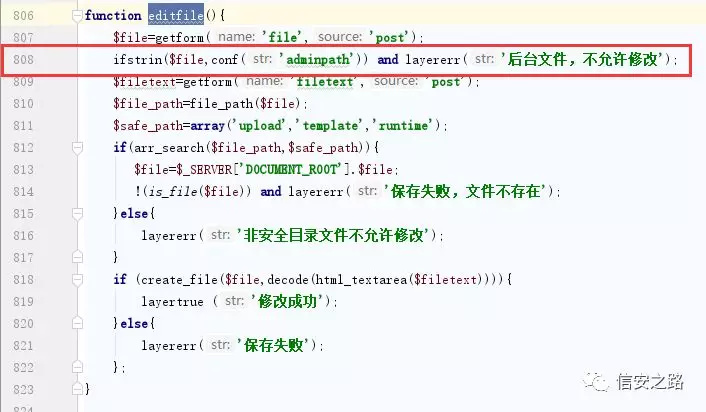 806 function editfile(){
807 $file=getform( name: 'file', source: 'post');
808 ifstrin($file,conf( str: 'adminpath')) and layererr( str: '后台文件，不允许修改');
809 $filetext=getform( name: 'filetext', source: 'post');
810 $file_path=file_path($file);
811 $safe_path=array('upload','template','runtime');
812 if(arr_search($file_path,$safe_path)){
813 $file=$_SERVER['DOCUMENT_ROOT'].$file;
814 !(is_file($file)) and layererr( str: '保存失败，文件不存在');
815 }else{
816 layererr( str: '非安全目录文件不允许修改');
817 }
818 if (create_file($file,decode(html_textarea($filetext)))){
819 layertrue ( str: '修改成功');
820 }else{
821 layererr( str: '保存失败');
822 };
823 }
信安之路